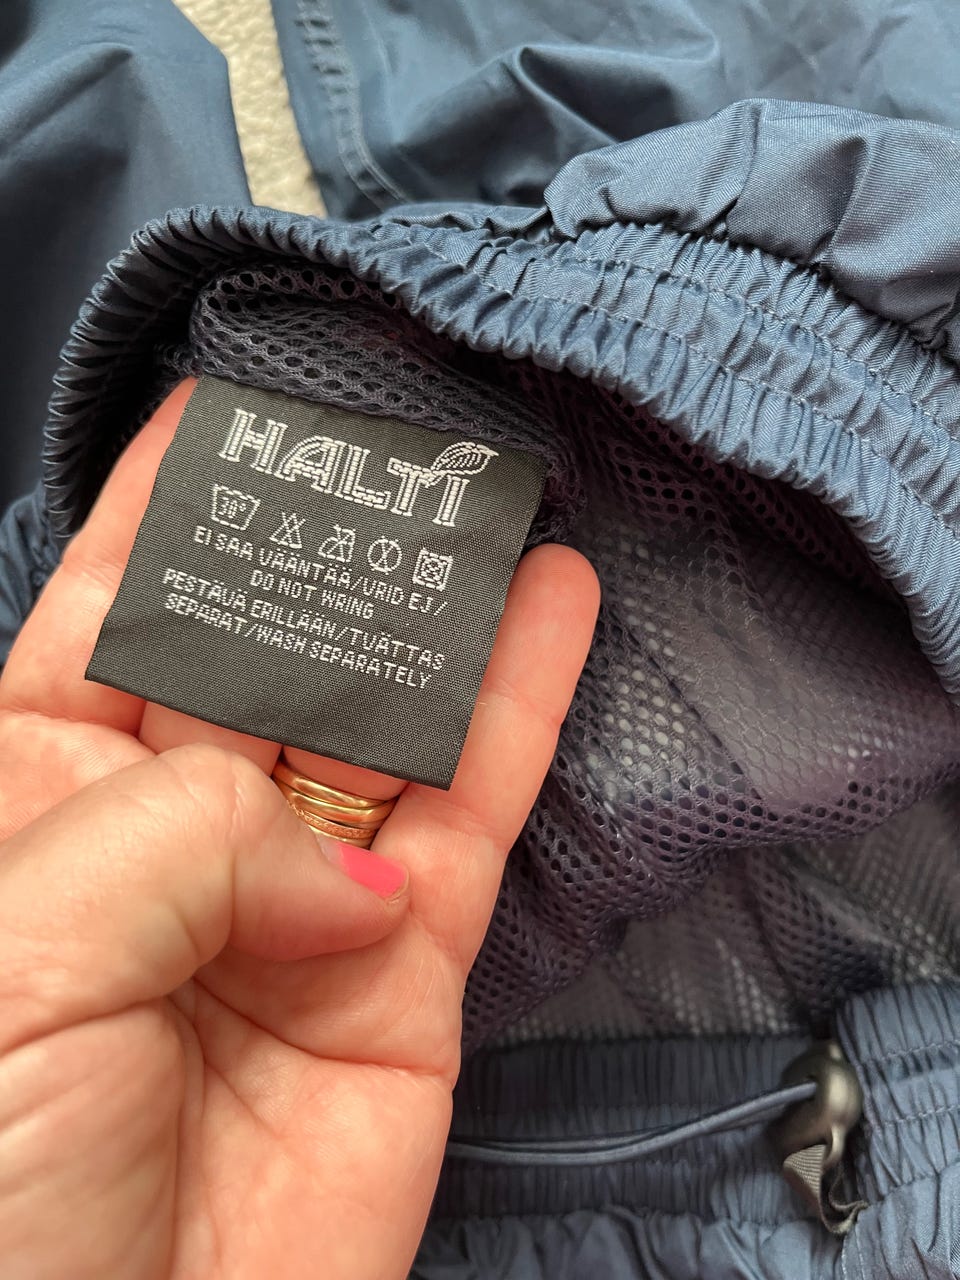 HALTI
30°
EI SAA VÄÄNTÄÄ/VRID EJ/
DO NOT WRING
PESTÄVÄ ERILLÄÄN/TVÄTTAS
SEPARAT/WASH SEPARATELY